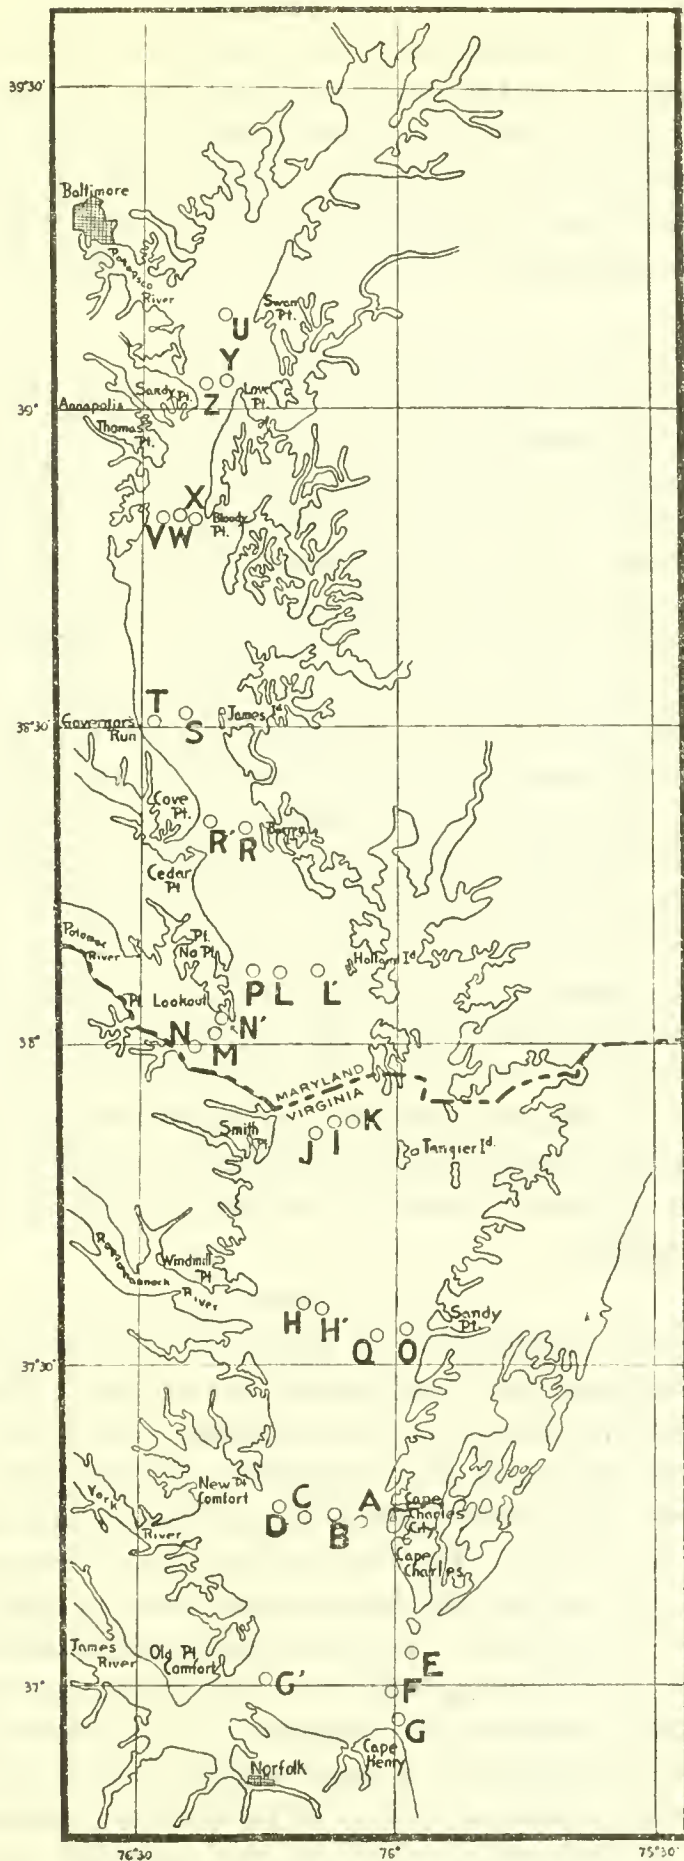 39°30'
Baltimore
Patapsco
River
Swan
Pt.
U
Y
Sandy
Pt.
Z
Love
Pt.
39°
Annapolis
Thomas
Pt.
X
V W
Bloody
Pt.
T
S
James Id.
38°30'
Governors
Run
Cove
Pt.
R' R
Cedar
Pt.
Potomac
River
Pt.
No Pt.
Holland Id.
P L L'
Pt. Lookout
N N'
M
38°
MARYLAND
VIRGINIA
Smith
Pt.
J I K
Tangier Id.
Rappahannock
River
Windmill
Pt.
H H'
Sandy
Pt.
Q O
37°30'
New Pt.
Comfort
York
River
D C B A
Cape
Charles
City
Cape
Charles
James
River
Old Pt.
Comfort
E
G'
37°
F
G
Cape
Henry
Norfolk
76°30' 76° 75°30'